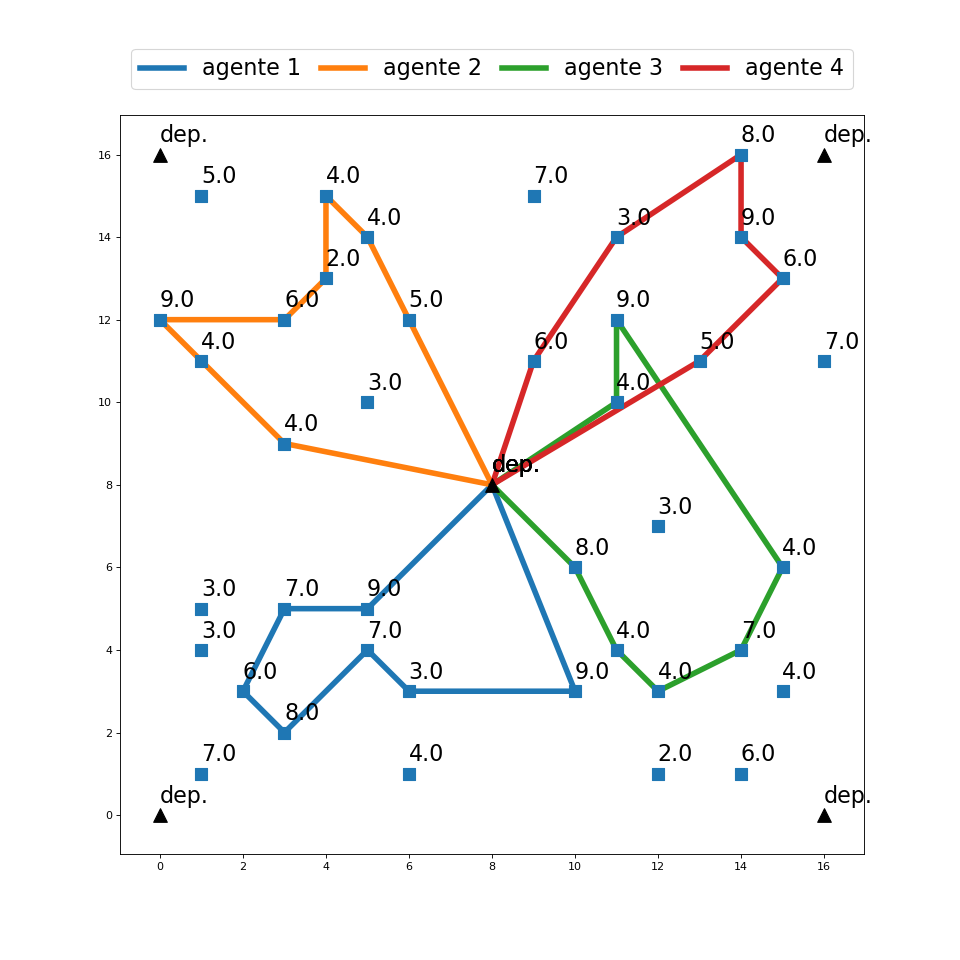 agente 1 agente 2 agente 3 agente 4
dep. 8.0 dep.
16
5.0 4.0 7.0
14 4.0 3.0 9.0
2.0 6.0
12 9.0 6.0 5.0 9.0
4.0 6.0 5.0 7.0
10 3.0 4.0
4.0
8 dep. dep.
3.0
6 8.0 4.0
3.0 7.0 9.0
4 3.0 7.0 4.0 7.0
6.0 3.0 9.0 4.0 4.0
2 8.0
7.0 4.0 2.0 6.0
0 dep. dep.
0 2 4 6 8 10 12 14 16